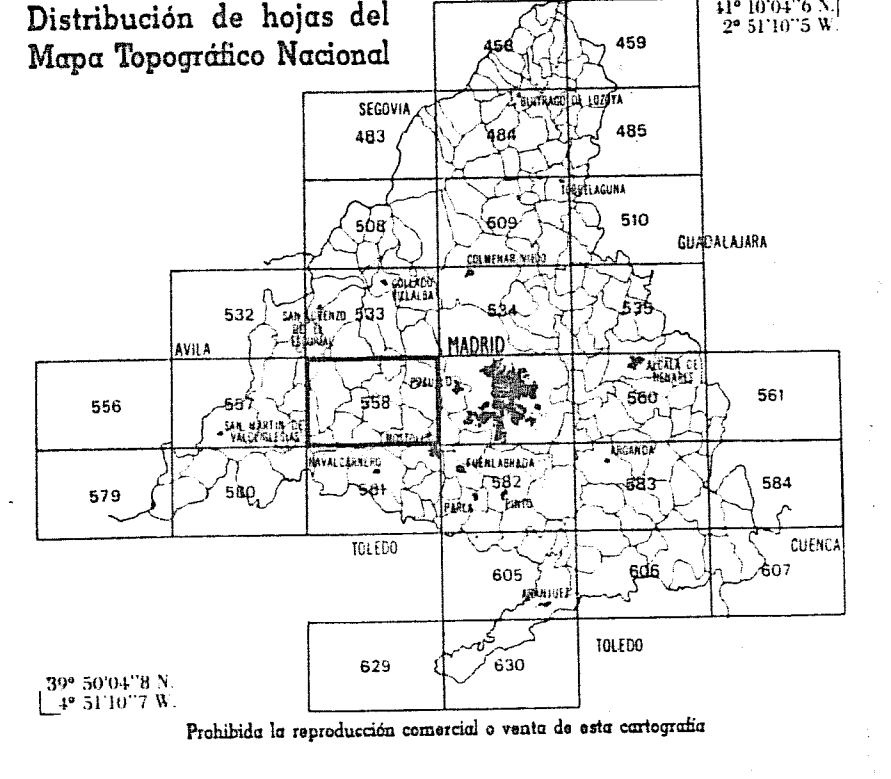 Distribución de hojas del
Mapa Topográfico Nacional
41° 10'04"6 N.
2° 51'10"5 W.
458
459
SEGOVIA
BUITRAGO DE LOZOYA
483
484
485
TORRELAGUNA
508
509
510
GUADALAJARA
COLMENAR VIEJO
COLLADO
VILLALBA
532
SAN LORENZO
DE EL
ESCORIAL
533
534
535
AVILA
MADRID
ALCALA DE
HENARES
556
557
558
560
561
SAN MARTIN DE
VALDEIGLESIAS
MOSTOLES
NAVALCARNERO
FUENLABRADA
ARGANDA
579
580
581
582
583
584
PARLA
PINTO
TOLEDO
CUENCA
605
606
607
ARANJUEZ
TOLEDO
629
630
39° 50'04"8 N.
4° 51'10"7 W.
Prohibida la reproducción comercial o venta de esta cartografía